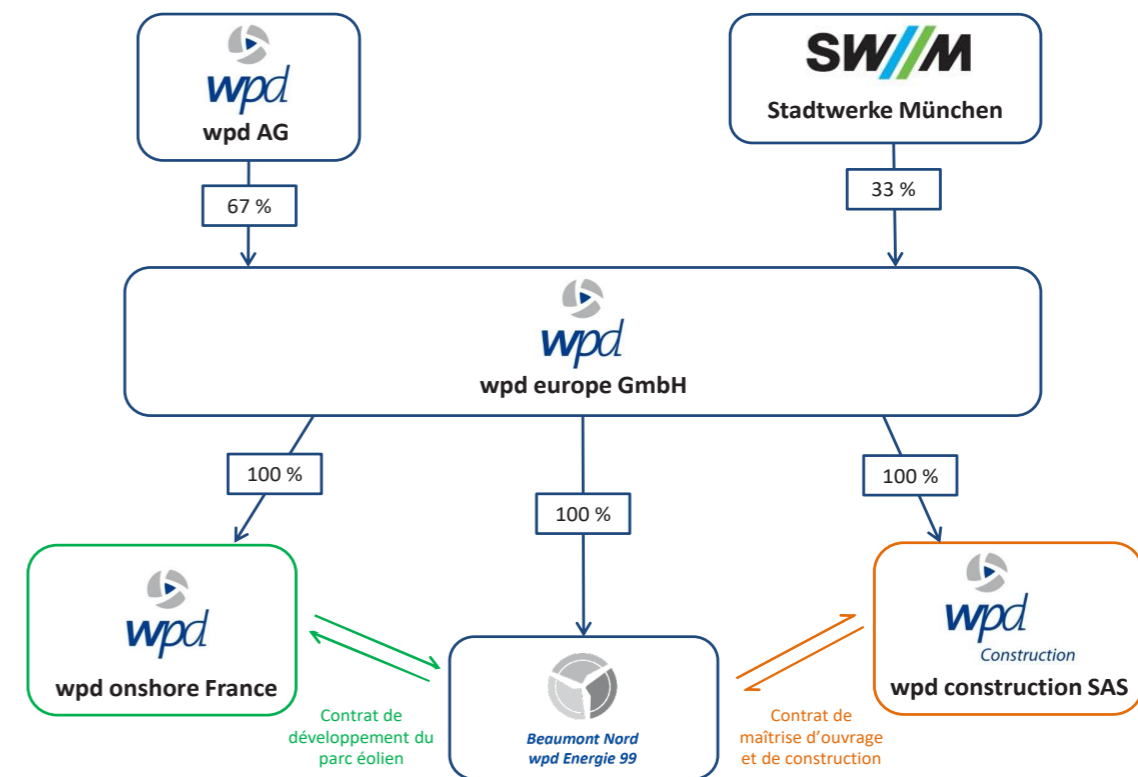 wpd
wpd AG
SW//M
Stadtwerke München
67 %
33 %
wpd
wpd europe GmbH
100 %
100 %
100 %
wpd
wpd onshore France
wpd
Construction
wpd construction SAS
Contrat de
développement du
parc éolien
Beaumont Nord
wpd Energie 99
Contrat de
maîtrise d'ouvrage
et de construction